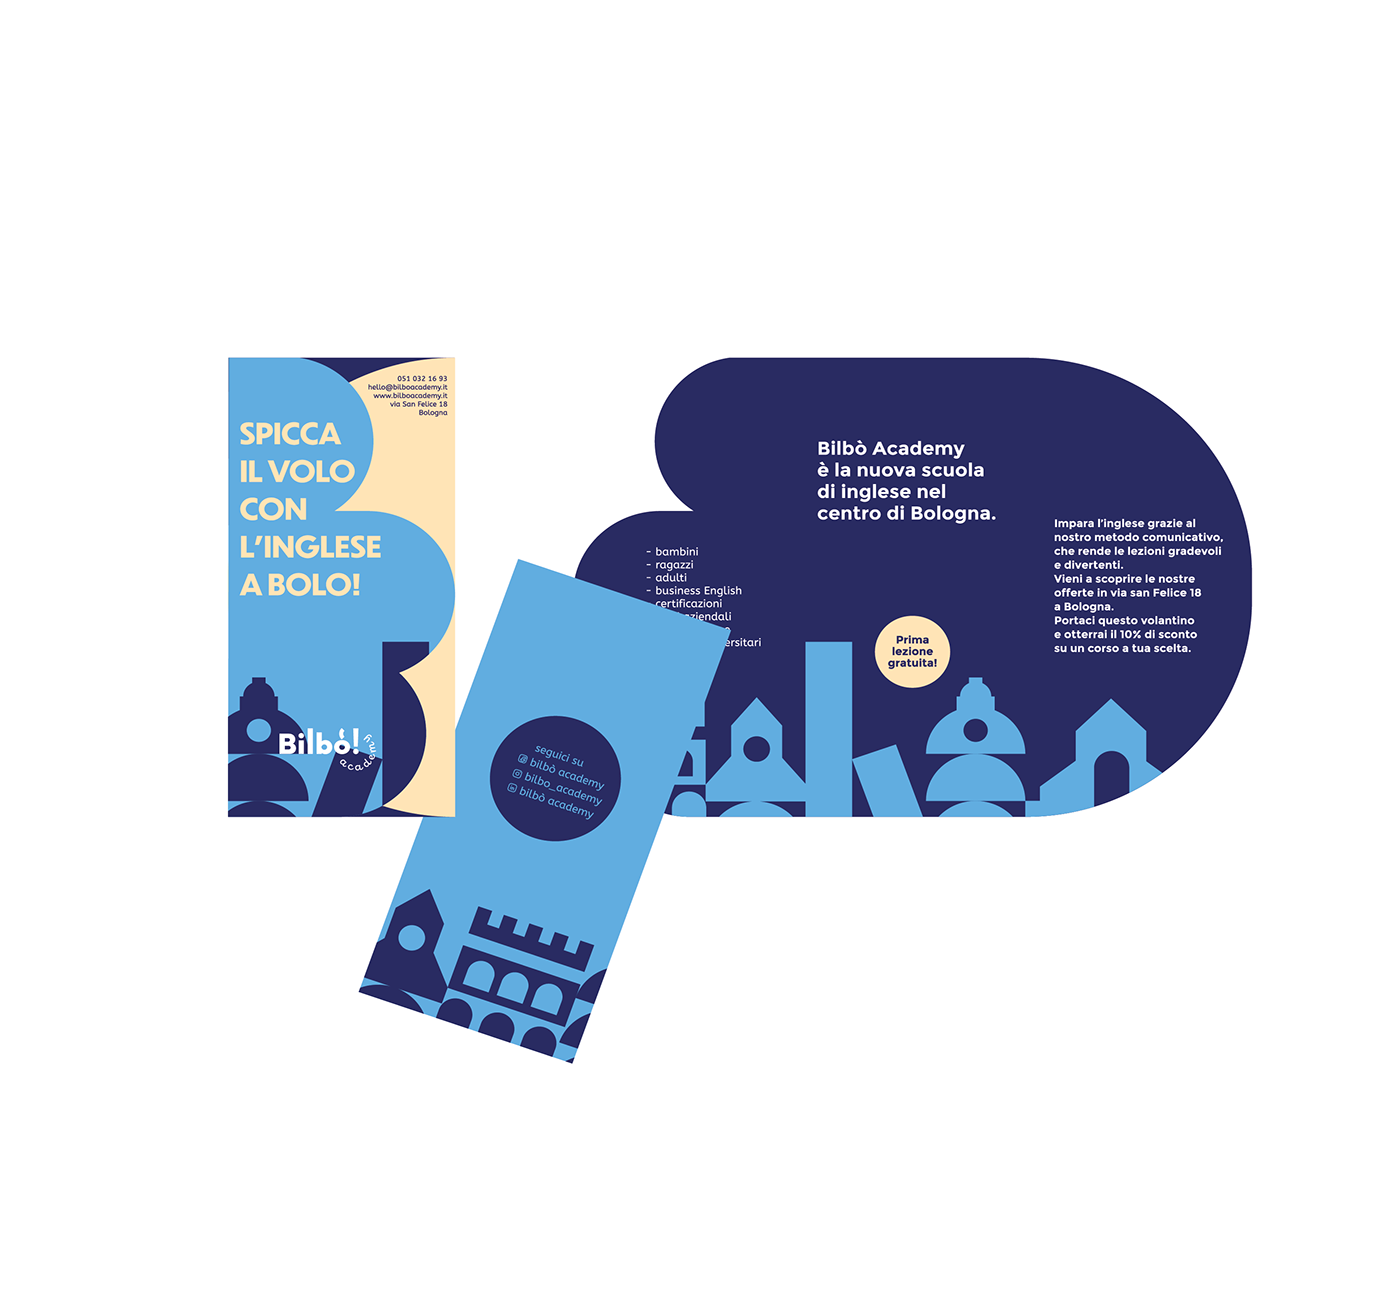 051 032 16 93
hello@bilboacademy.it
www.bilboacademy.it
via San Felice 18
Bologna
SPICCA
IL VOLO
CON
L'INGLESE
A BOLO!
Bilbò!
academy
seguici su
bilbò academy
bilbo_academy
bilbò academy
- bambini
- ragazzi
- adulti
- business English
certificazioni
Bilbò Academy
è la nuova scuola
di inglese nel
centro di Bologna.
Prima
lezione
gratuita!
Impara l'inglese grazie al
nostro metodo comunicativo,
che rende le lezioni gradevoli
e divertenti.
Vieni a scoprire le nostre
offerte in via san Felice 18
a Bologna.
Portaci questo volantino
e otterrai il 10% di sconto
su un corso a tua scelta.